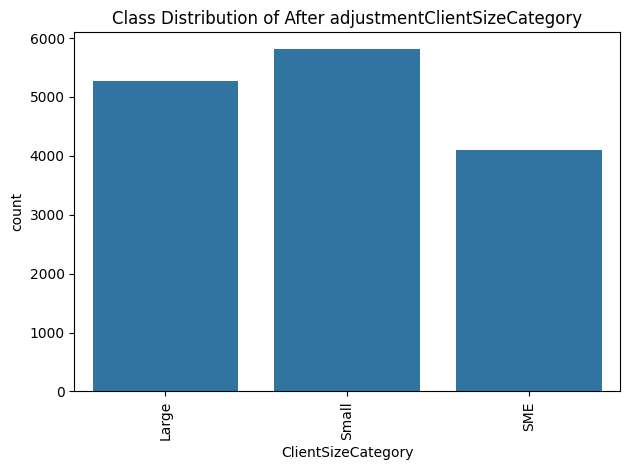 Class Distribution of After adjustmentClientSizeCategory
6000
5000
4000
3000
2000
1000
0
count
Large
Small
SME
ClientSizeCategory